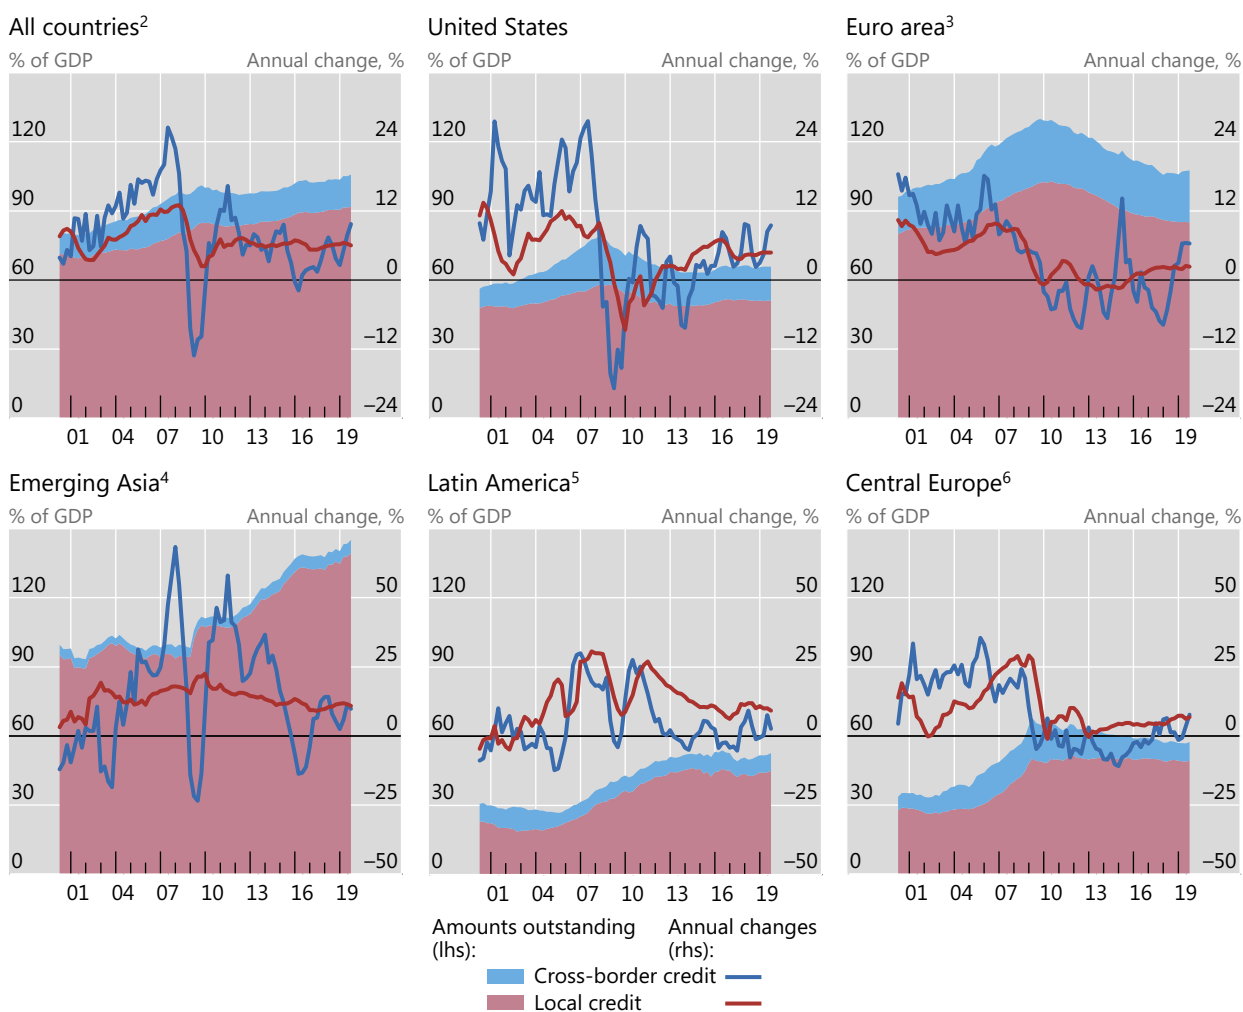 All countries2
% of GDP Annual change, %
120 24
90 12
60 0
30 –12
0 –24
01 04 07 10 13 16 19
United States
% of GDP Annual change, %
120 24
90 12
60 0
30 –12
0 –24
01 04 07 10 13 16 19
Euro area3
% of GDP Annual change, %
120 24
90 12
60 0
30 –12
0 –24
01 04 07 10 13 16 19
Emerging Asia4
% of GDP Annual change, %
120 50
90 25
60 0
30 –25
0 –50
01 04 07 10 13 16 19
Latin America5
% of GDP Annual change, %
120 50
90 25
60 0
30 –25
0 –50
01 04 07 10 13 16 19
Central Europe6
% of GDP Annual change, %
120 50
90 25
60 0
30 –25
0 –50
01 04 07 10 13 16 19
Amounts outstanding Annual changes
(lhs): (rhs):
Cross-border credit
Local credit